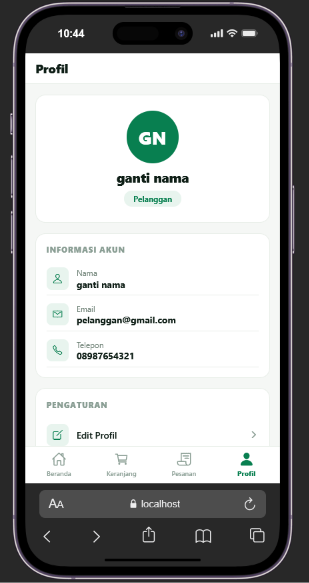 10:44
Profil
GN
ganti nama
Pelanggan
INFORMASI AKUN
Nama
ganti nama
Email
pelanggan@gmail.com
Telepon
08987654321
PENGATURAN
Edit Profil
Beranda
Keranjang
Pesanan
Profil
AA
localhost